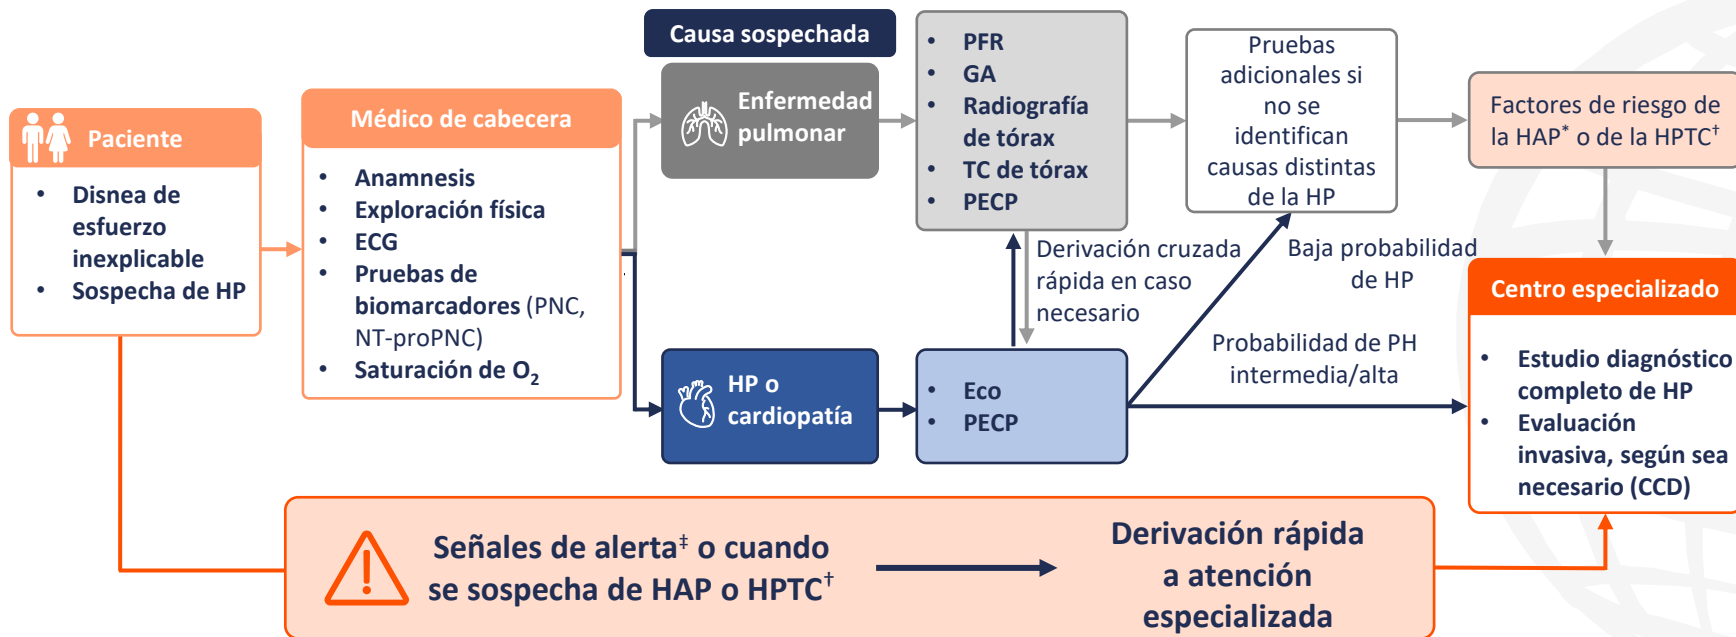 Paciente
• Disnea de
esfuerzo
inexplicable
• Sospecha de HP
Médico de cabecera
• Anamnesis
• Exploración física
• ECG
• Pruebas de
biomarcadores (PNC,
NT-proPNC)
• Saturación de O₂
Causa sospechada
Enfermedad
pulmonar
HP o
cardiopatía
• PFR
• GA
• Radiografía
de tórax
• TC de tórax
• PECP
Derivación cruzada
rápida en caso
necesario
• Eco
• PECP
Pruebas
adicionales si
no se
identifican
causas distintas
de la HP
Baja probabilidad
de HP
Probabilidad de PH
intermedia/alta
Factores de riesgo de
la HAP* o de la HPTC†
Centro especializado
• Estudio diagnóstico
completo de HP
• Evaluación
invasiva, según sea
necesario (CCD)
Señales de alerta‡ o cuando
se sospecha de HAP o HPTC†
Derivación rápida
a atención
especializada